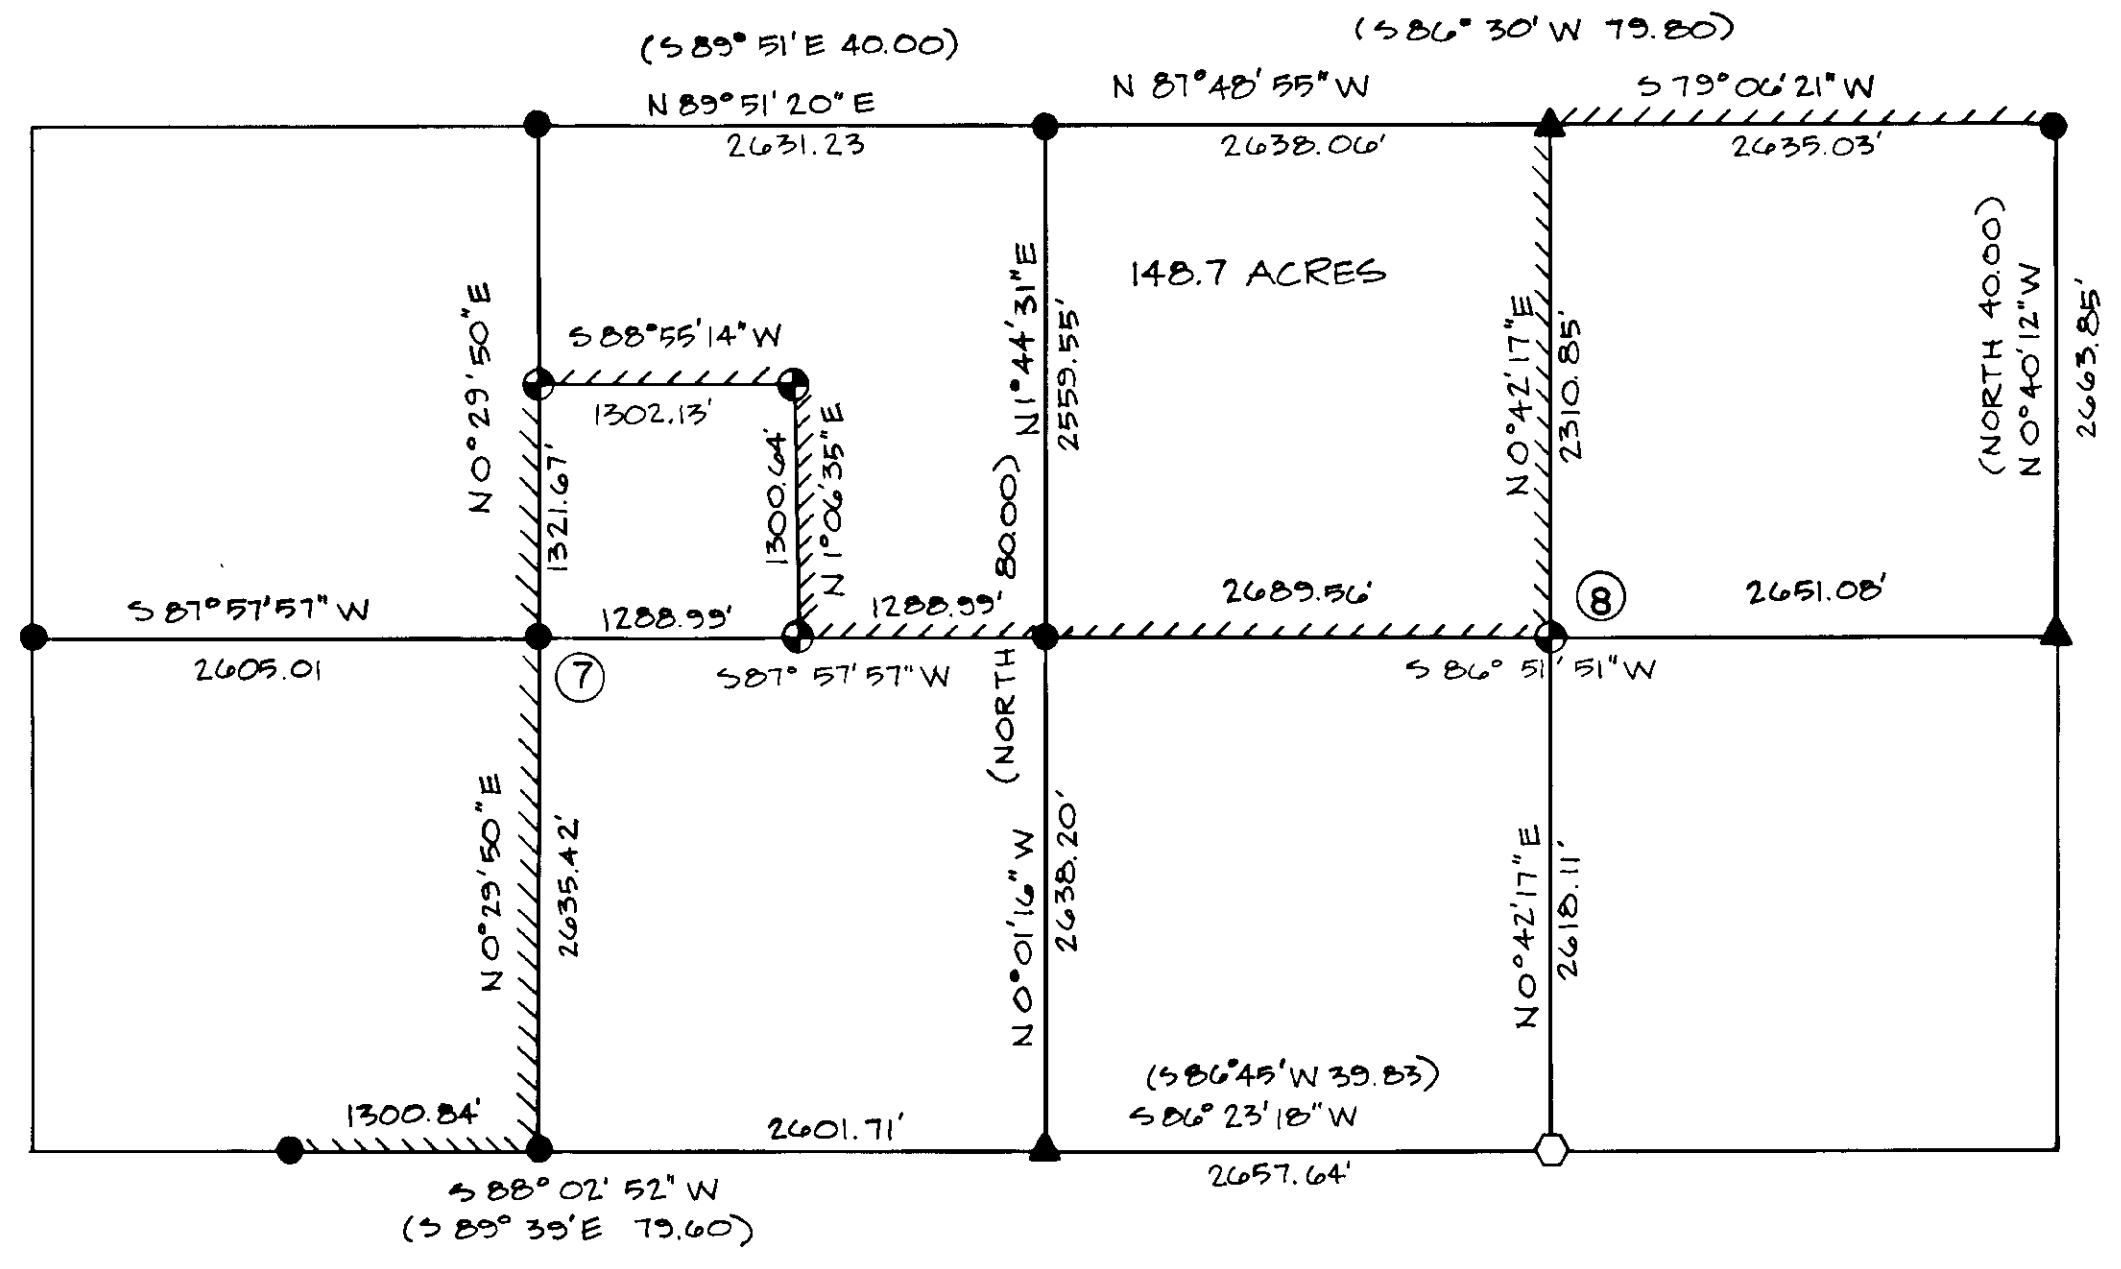 (S 89° 51' E 40.00)
(S 86° 30' W 79.80)
N 89° 51' 20" E
N 87° 48' 55" W
S 79° 06' 21" W
2631.23
2638.06'
2635.03'
148.7 ACRES
N 0° 29' 50" E
S 88° 55' 14" W
1302.13'
1321.67'
1300.64'
N 1° 06' 35" E
N 1° 44' 31" E
2559.55'
N 0° 42' 17" E
2310.85'
(NORTH 40.00)
N 0° 40' 12" W
2663.85'
(NORTH 80.00)
S 87° 57' 57" W
2605.01
1288.99'
1288.99'
2689.56'
8
2651.08'
7
S 87° 57' 57" W
S 86° 51' 51" W
N 0° 29' 50" E
2635.42'
N 0° 01' 16" W
2638.20'
N 0° 42' 17" E
2618.11'
(S 86° 45' W 39.83)
S 86° 23' 18" W
1300.84'
2601.71'
2657.64'
S 88° 02' 52" W
(S 89° 39' E 79.60)